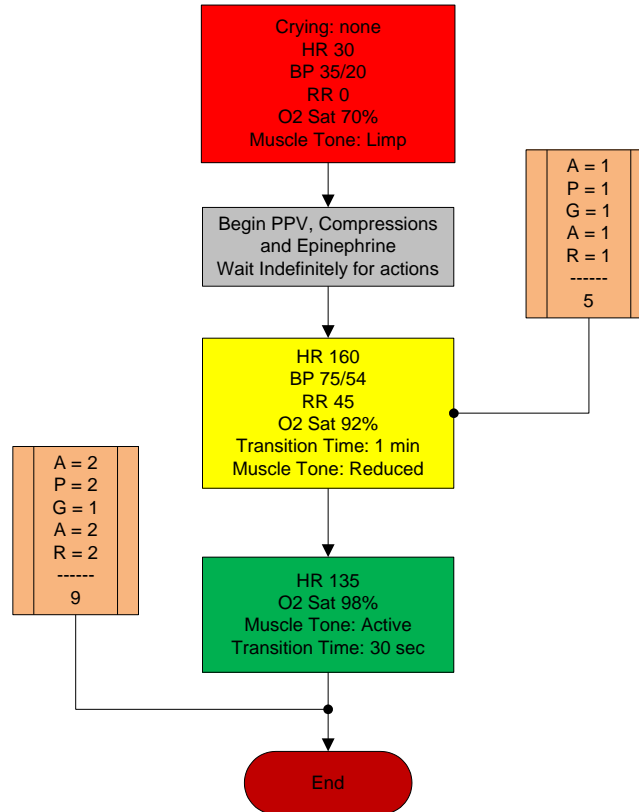 Crying: none
HR 30
BP 35/20
RR 0
O2 Sat 70%
Muscle Tone: Limp
Begin PPV, Compressions
and Epinephrine
Wait Indefinitely for actions
A = 1
P = 1
G = 1
A = 1
R = 1
------
5
HR 160
BP 75/54
RR 45
O2 Sat 92%
Transition Time: 1 min
Muscle Tone: Reduced
A = 2
P = 2
G = 1
A = 2
R = 2
------
9
HR 135
O2 Sat 98%
Muscle Tone: Active
Transition Time: 30 sec
End